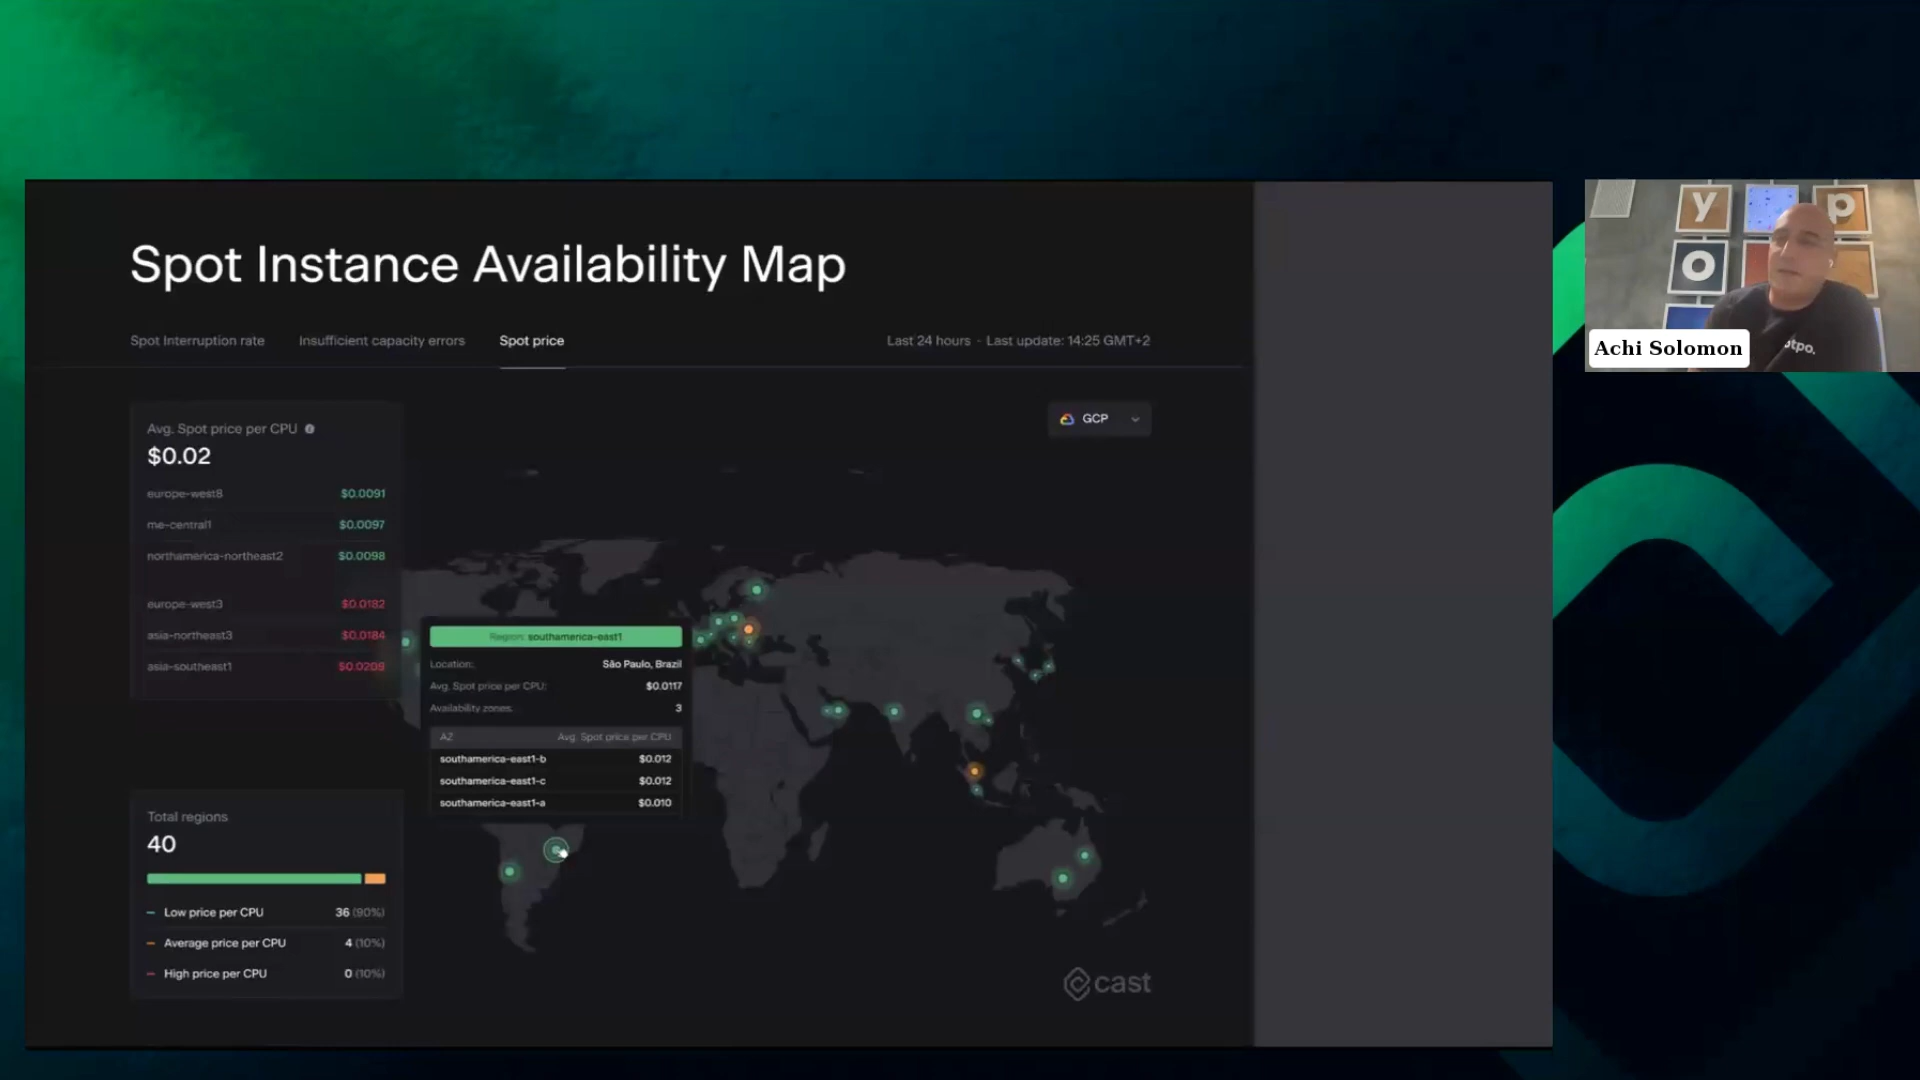 Spot Instance Availability Map
Spot Interruption rate
Insufficient capacity errors
Spot price
Last 24 hours - Last update: 14:25 GMT+2
Avg. Spot price per CPU
$0.02
europe-west8 $0.0091
me-central1 $0.0097
northamerica-northeast2 $0.0098
europe-west3 $0.0182
asia-northeast3 $0.0184
asia-southeast1 $0.0209
GCP
Region: southamerica-east1
Location: São Paulo, Brazil
Avg. Spot price per CPU: $0.0117
Availability zones: 3
AZ Avg. Spot price per CPU
southamerica-east1-b $0.012
southamerica-east1-c $0.012
southamerica-east1-a $0.010
Total regions
40
Low price per CPU 36 (90%)
Average price per CPU 4 (10%)
High price per CPU 0 (10%)
cast
y p
o
tpo.
Achi Solomon